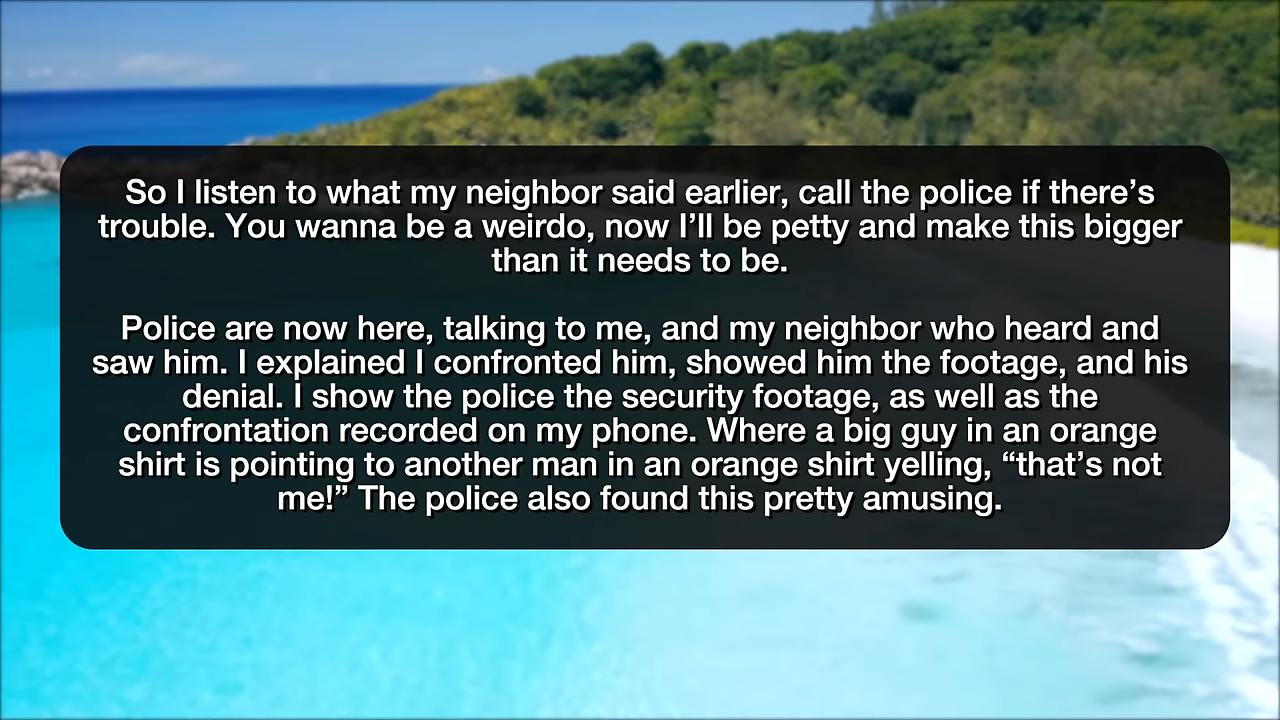 So I listen to what my neighbor said earlier, call the police if there’s
trouble. You wanna be a weirdo, now I’ll be petty and make this bigger
than it needs to be.
Police are now here, talking to me, and my neighbor who heard and
saw him. I explained I confronted him, showed him the footage, and his
denial. I show the police the security footage, as well as the
confrontation recorded on my phone. Where a big guy in an orange
shirt is pointing to another man in an orange shirt yelling, “that’s not
me!” The police also found this pretty amusing.